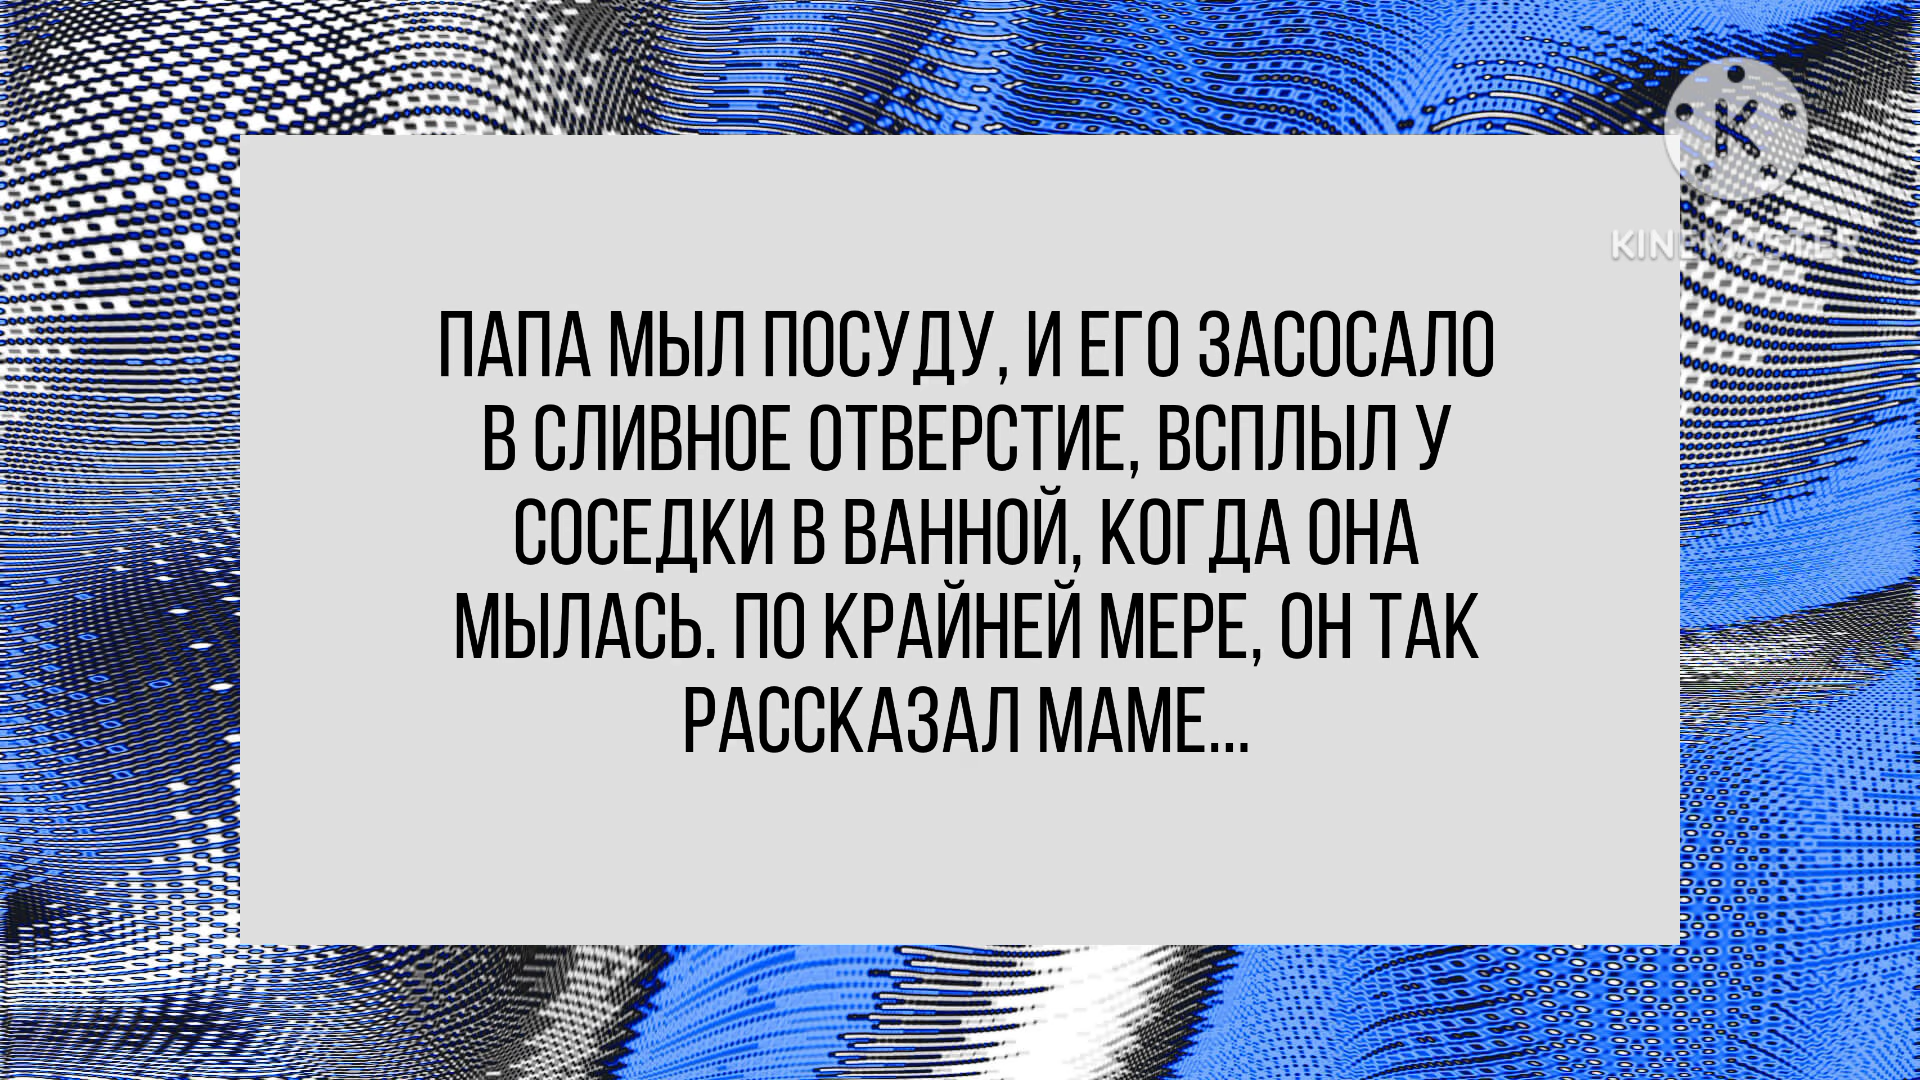 K
KINEMASTER
ПАПА МЫЛ ПОСУДУ, И ЕГО ЗАСОСАЛО
В СЛИВНОЕ ОТВЕРСТИЕ, ВСПЛЫЛ У
СОСЕДКИ В ВАННОЙ, КОГДА ОНА
МЫЛАСЬ. ПО КРАЙНЕЙ МЕРЕ, ОН ТАК
РАССКАЗАЛ МАМЕ...